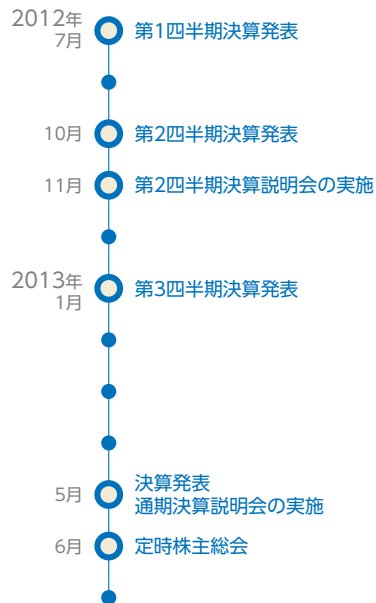 2012年
7月
第1四半期決算発表
10月
第2四半期決算発表
11月
第2四半期決算説明会の実施
2013年
1月
第3四半期決算発表
5月
決算発表
通期決算説明会の実施
6月
定時株主総会